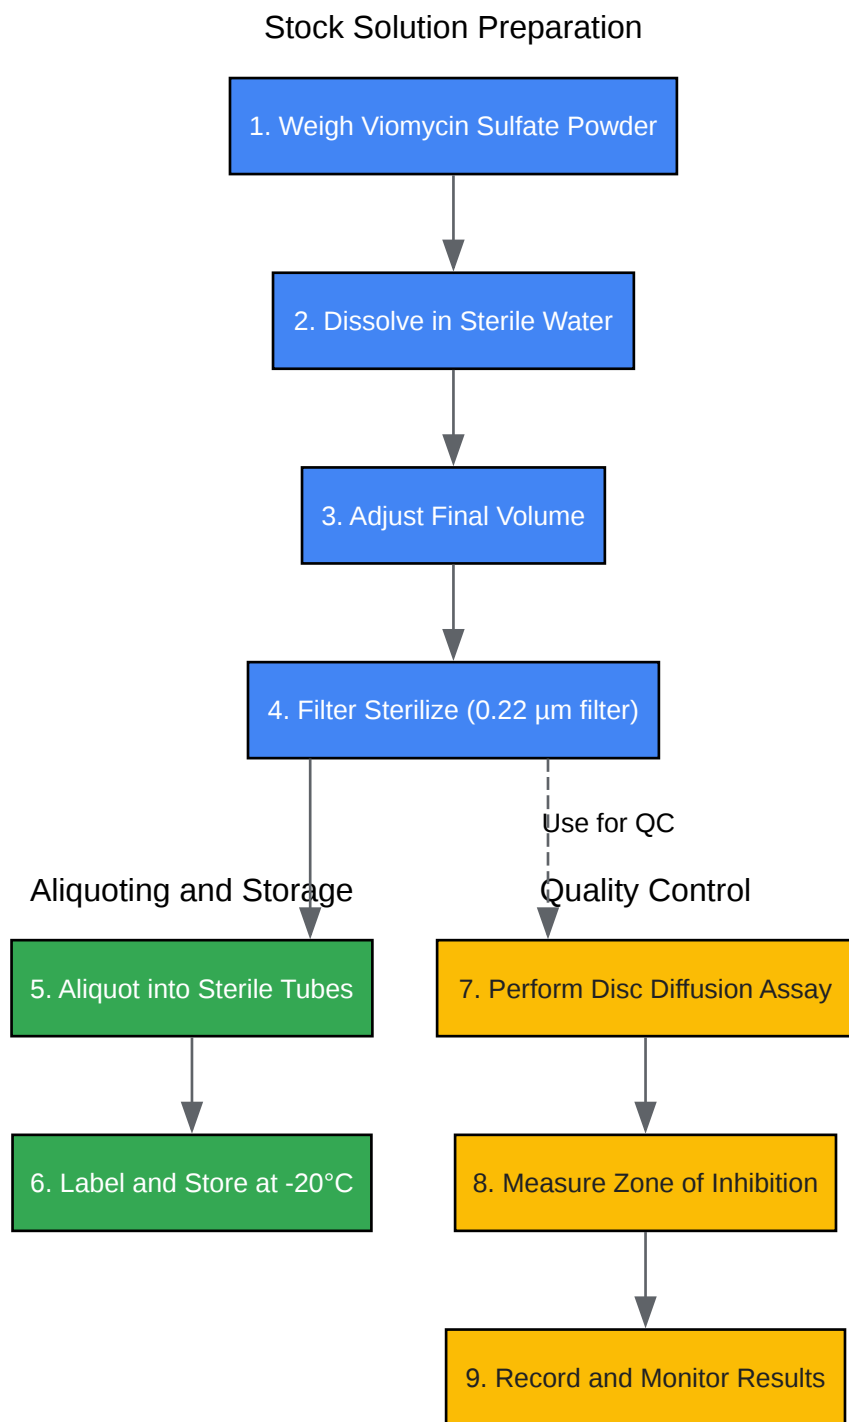 Stock Solution Preparation
1. Weigh Viomycin Sulfate Powder
2. Dissolve in Sterile Water
3. Adjust Final Volume
4. Filter Sterilize (0.22 µm filter)
Use for QC
Aliquoting and Storage
Quality Control
5. Aliquot into Sterile Tubes
7. Perform Disc Diffusion Assay
6. Label and Store at -20°C
8. Measure Zone of Inhibition
9. Record and Monitor Results